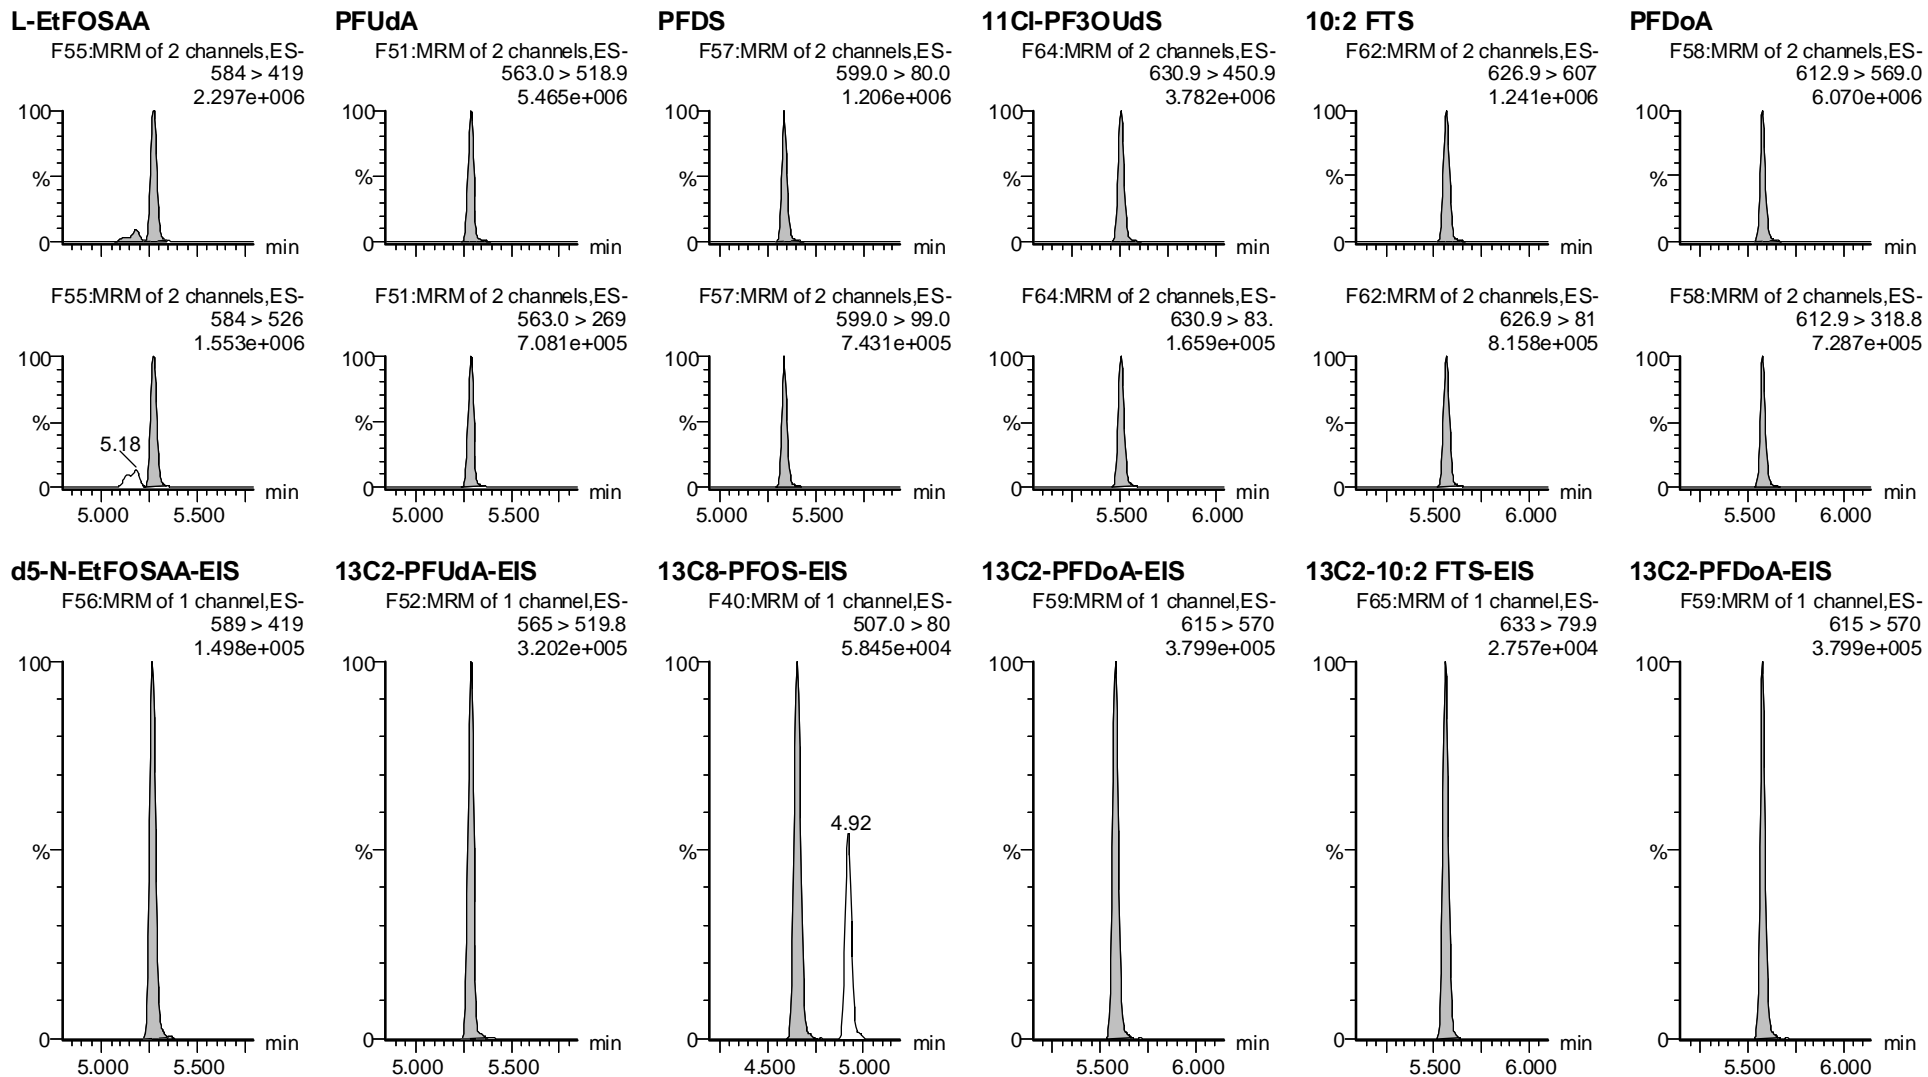 L-EtFOSAA
F55:MRM of 2 channels,ES-
584 > 419
2.297e+006
100
%
0
min
PFUdA
F51:MRM of 2 channels,ES-
563.0 > 518.9
5.465e+006
100
%
0
min
PFDS
F57:MRM of 2 channels,ES-
599.0 > 80.0
1.206e+006
100
%
0
min
11Cl-PF3OUdS
F64:MRM of 2 channels,ES-
630.9 > 450.9
3.782e+006
100
%
0
min
10:2 FTS
F62:MRM of 2 channels,ES-
626.9 > 607
1.241e+006
100
%
0
min
PFDoA
F58:MRM of 2 channels,ES-
612.9 > 569.0
6.070e+006
100
%
0
min
F55:MRM of 2 channels,ES-
584 > 526
1.553e+006
100
%
5.18
0
min
5.000 5.500
F51:MRM of 2 channels,ES-
563.0 > 269
7.081e+005
100
%
0
min
5.000 5.500
F57:MRM of 2 channels,ES-
599.0 > 99.0
7.431e+005
100
%
0
min
5.000 5.500
F64:MRM of 2 channels,ES-
630.9 > 83.
1.659e+005
100
%
0
min
5.500 6.000
F62:MRM of 2 channels,ES-
626.9 > 81
8.158e+005
100
%
0
min
5.500 6.000
F58:MRM of 2 channels,ES-
612.9 > 318.8
7.287e+005
100
%
0
min
5.500 6.000
d5-N-EtFOSAA-EIS
F56:MRM of 1 channel,ES-
589 > 419
1.498e+005
100
%
0
min
5.000 5.500
13C2-PFUdA-EIS
F52:MRM of 1 channel,ES-
565 > 519.8
3.202e+005
100
%
0
min
5.000 5.500
13C8-PFOS-EIS
F40:MRM of 1 channel,ES-
507.0 > 80
5.845e+004
100
4.92
%
0
min
4.500 5.000
13C2-PFDoA-EIS
F59:MRM of 1 channel,ES-
615 > 570
3.799e+005
100
%
0
min
5.500 6.000
13C2-10:2 FTS-EIS
F65:MRM of 1 channel,ES-
633 > 79.9
2.757e+004
100
%
0
min
5.500 6.000
13C2-PFDoA-EIS
F59:MRM of 1 channel,ES-
615 > 570
3.799e+005
100
%
0
min
5.500 6.000